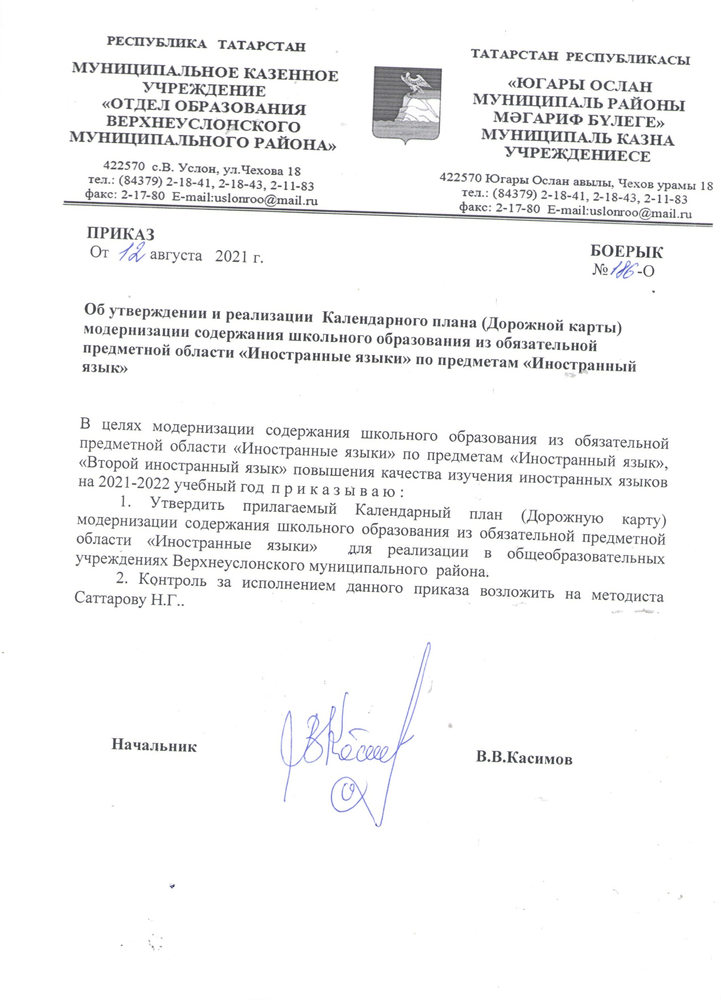 РЕСПУБЛИКА ТАТАРСТАН
МУНИЦИПАЛЬНОЕ КАЗЕННОЕ
УЧРЕЖДЕНИЕ
«ОТДЕЛ ОБРАЗОВАНИЯ
ВЕРХНЕУСЛОНСКОГО
МУНИЦИПАЛЬНОГО РАЙОНА»
422570 с.В. Услон, ул.Чехова 18
тел.: (84379) 2-18-41, 2-18-43, 2-11-83
факс: 2-17-80 E-mail:uslonroo@mail.ru
ТАТАРСТАН РЕСПУБЛИКАСЫ
«ЮГАРЫ ОСЛАН
МУНИЦИПАЛЬ РАЙОНЫ
МӘГАРИФ БҮЛЕГЕ»
МУНИЦИПАЛЬ КАЗНА
УЧРЕЖДЕНИЕСЕ
422570 Югары Ослан авылы, Чехов урамы 18
тел.: (84379) 2-18-41, 2-18-43, 2-11-83
факс: 2-17-80 E-mail:uslonroo@mail.ru
ПРИКАЗ
От 12 августа 2021 г.
БОЕРЫК
№186-О
Об утверждении и реализации Календарного плана (Дорожной карты)
модернизации содержания школьного образования из обязательной
предметной области «Иностранные языки» по предметам «Иностранный
язык»
В целях модернизации содержания школьного образования из обязательной
предметной области «Иностранные языки» по предметам «Иностранный язык»,
«Второй иностранный язык» повышения качества изучения иностранных языков
на 2021-2022 учебный год п р и к а з ы в а ю :
1. Утвердить прилагаемый Календарный план (Дорожную карту)
модернизации содержания школьного образования из обязательной предметной
области «Иностранные языки» для реализации в общеобразовательных
учреждениях Верхнеуслонского муниципального района.
2. Контроль за исполнением данного приказа возложить на методиста
Саттарову Н.Г..
Начальник
В.В.Касимов